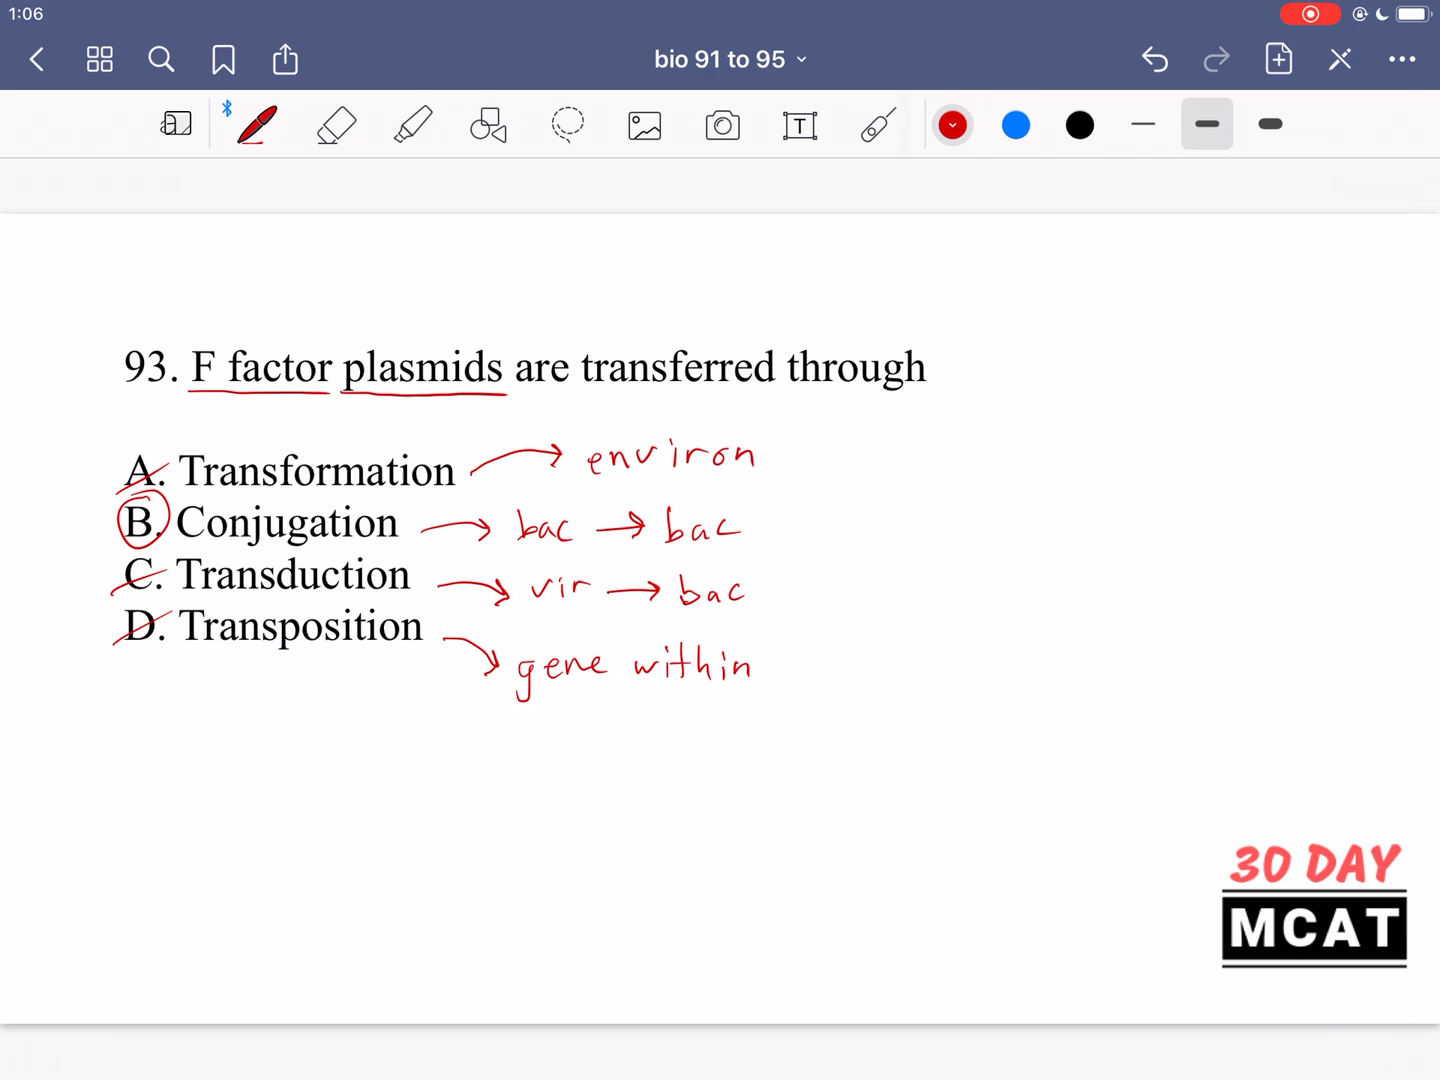 1:06
bio 91 to 95
93. F factor plasmids are transferred through
A. Transformation → environ
B. Conjugation → bac → bac
C. Transduction → vir → bac
D. Transposition → gene within
30 DAY
MCAT